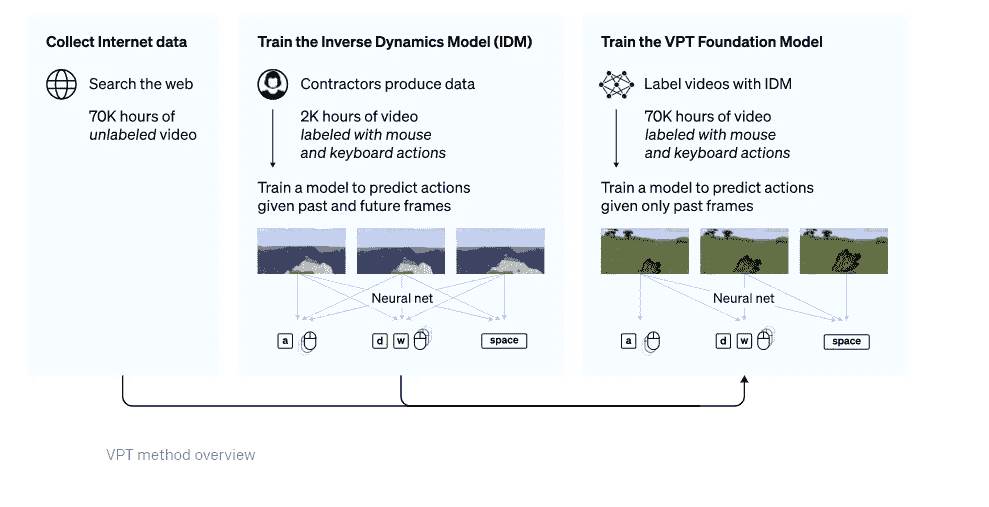 Collect Internet data
Search the web
70K hours of
unlabeled video
Train the Inverse Dynamics Model (IDM)
Contractors produce data
2K hours of video
labeled with mouse
and keyboard actions
Train a model to predict actions
given past and future frames
Neural net
a
d
w
space
Train the VPT Foundation Model
Label videos with IDM
70K hours of video
labeled with mouse
and keyboard actions
Train a model to predict actions
given only past frames
Neural net
a
d
w
space
VPT method overview